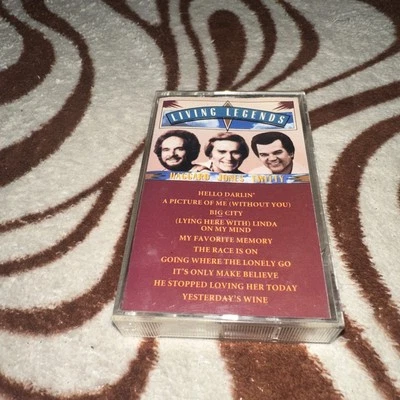 LIVING LEGENDS
HAGGARD JONES TWITTY
HELLO DARLIN'
A PICTURE OF ME (WITHOUT YOU)
BIG CITY
(LYING HERE WITH) LINDA
ON MY MIND
MY FAVORITE MEMORY
THE RACE IS ON
GOING WHERE THE LONELY GO
IT'S ONLY MAKE BELIEVE
HE STOPPED LOVING HER TODAY
YESTERDAY'S WINE